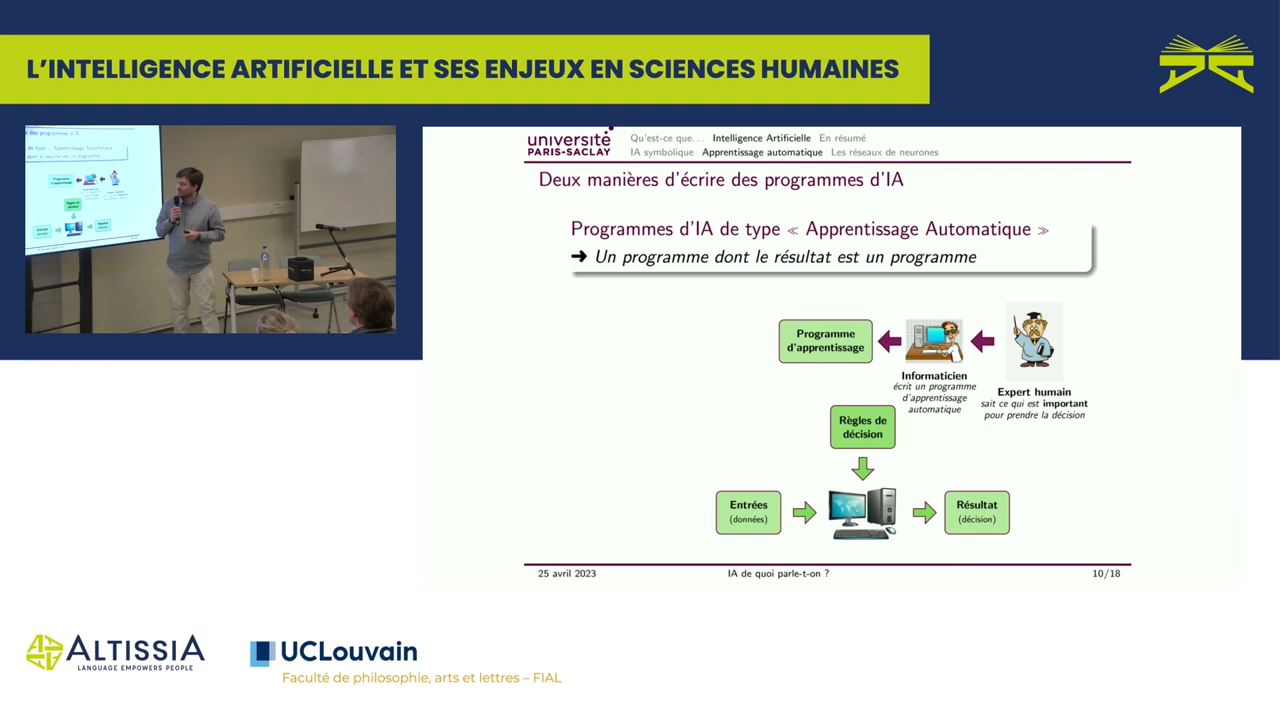 L'INTELLIGENCE ARTIFICIELLE ET SES ENJEUX EN SCIENCES HUMAINES
université
PARIS-SACLAY
Qu'est-ce que... Intelligence Artificielle En résumé
IA symbolique Apprentissage automatique Les réseaux de neurones
Deux manières d'écrire des programmes d'IA
Programmes d'IA de type « Apprentissage Automatique »
➜ Un programme dont le résultat est un programme
Programme
d'apprentissage
Informaticien
écrit un programme
d'apprentissage
automatique
Expert humain
sait ce qui est important
pour prendre la décision
Règles de
décision
Entrées
(données)
Résultat
(décision)
25 avril 2023
IA de quoi parle-t-on ?
10/18
ALTISSIA
LANGUAGE EMPOWERS PEOPLE
UCLouvain
Faculté de philosophie, arts et lettres – FIAL